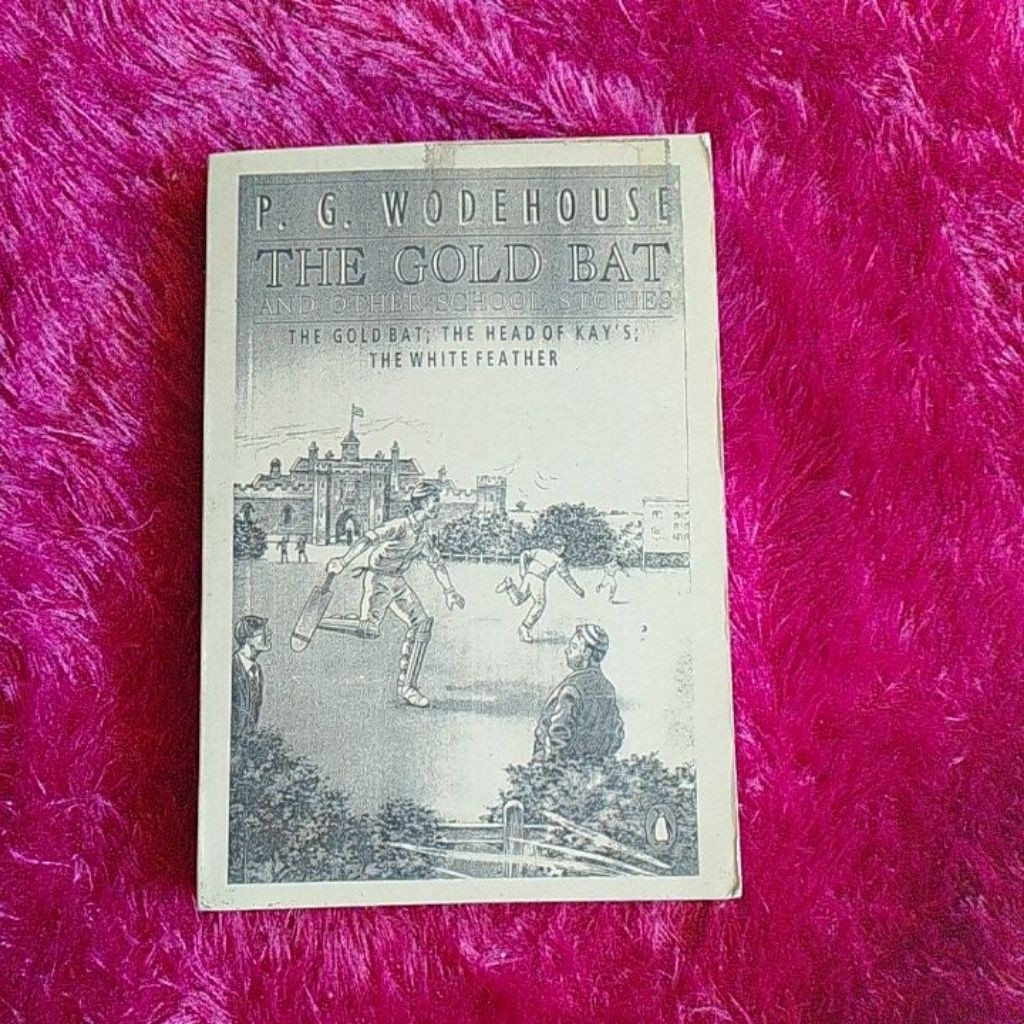 P. G. WODEHOUSE
THE GOLD BAT
AND OTHER SCHOOL STORIES
THE GOLD BAT; THE HEAD OF KAY'S;
THE WHITE FEATHER